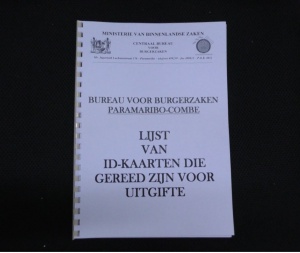 MINISTERIE VAN BINNENLANDSE ZAKEN
CENTRAAL BUREAU
VOOR
BURGERZAKEN
BUREAU VOOR BURGERZAKEN
PARAMARIBO-COMBE
LIJST
VAN
ID-KAARTEN DIE
GEREED ZIJN VOOR
UITGIFTE